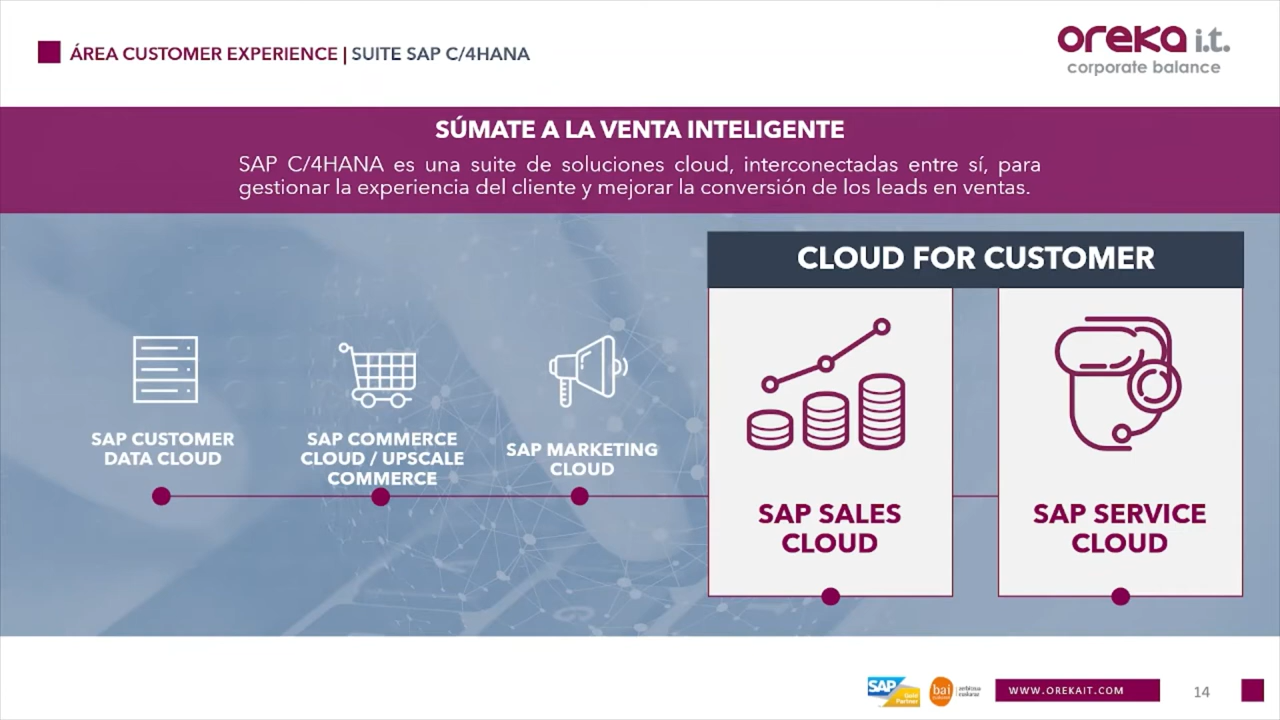 ÁREA CUSTOMER EXPERIENCE | SUITE SAP C/4HANA
oreka i.t.
corporate balance
SÚMATE A LA VENTA INTELIGENTE
SAP C/4HANA es una suite de soluciones cloud, interconectadas entre sí, para
gestionar la experiencia del cliente y mejorar la conversión de los leads en ventas.
CLOUD FOR CUSTOMER
SAP CUSTOMER
DATA CLOUD
SAP COMMERCE
CLOUD / UPSCALE
COMMERCE
SAP MARKETING
CLOUD
SAP SALES
CLOUD
SAP SERVICE
CLOUD
SAP
Gold
Partner
bai
WWW.OREKAIT.COM
14